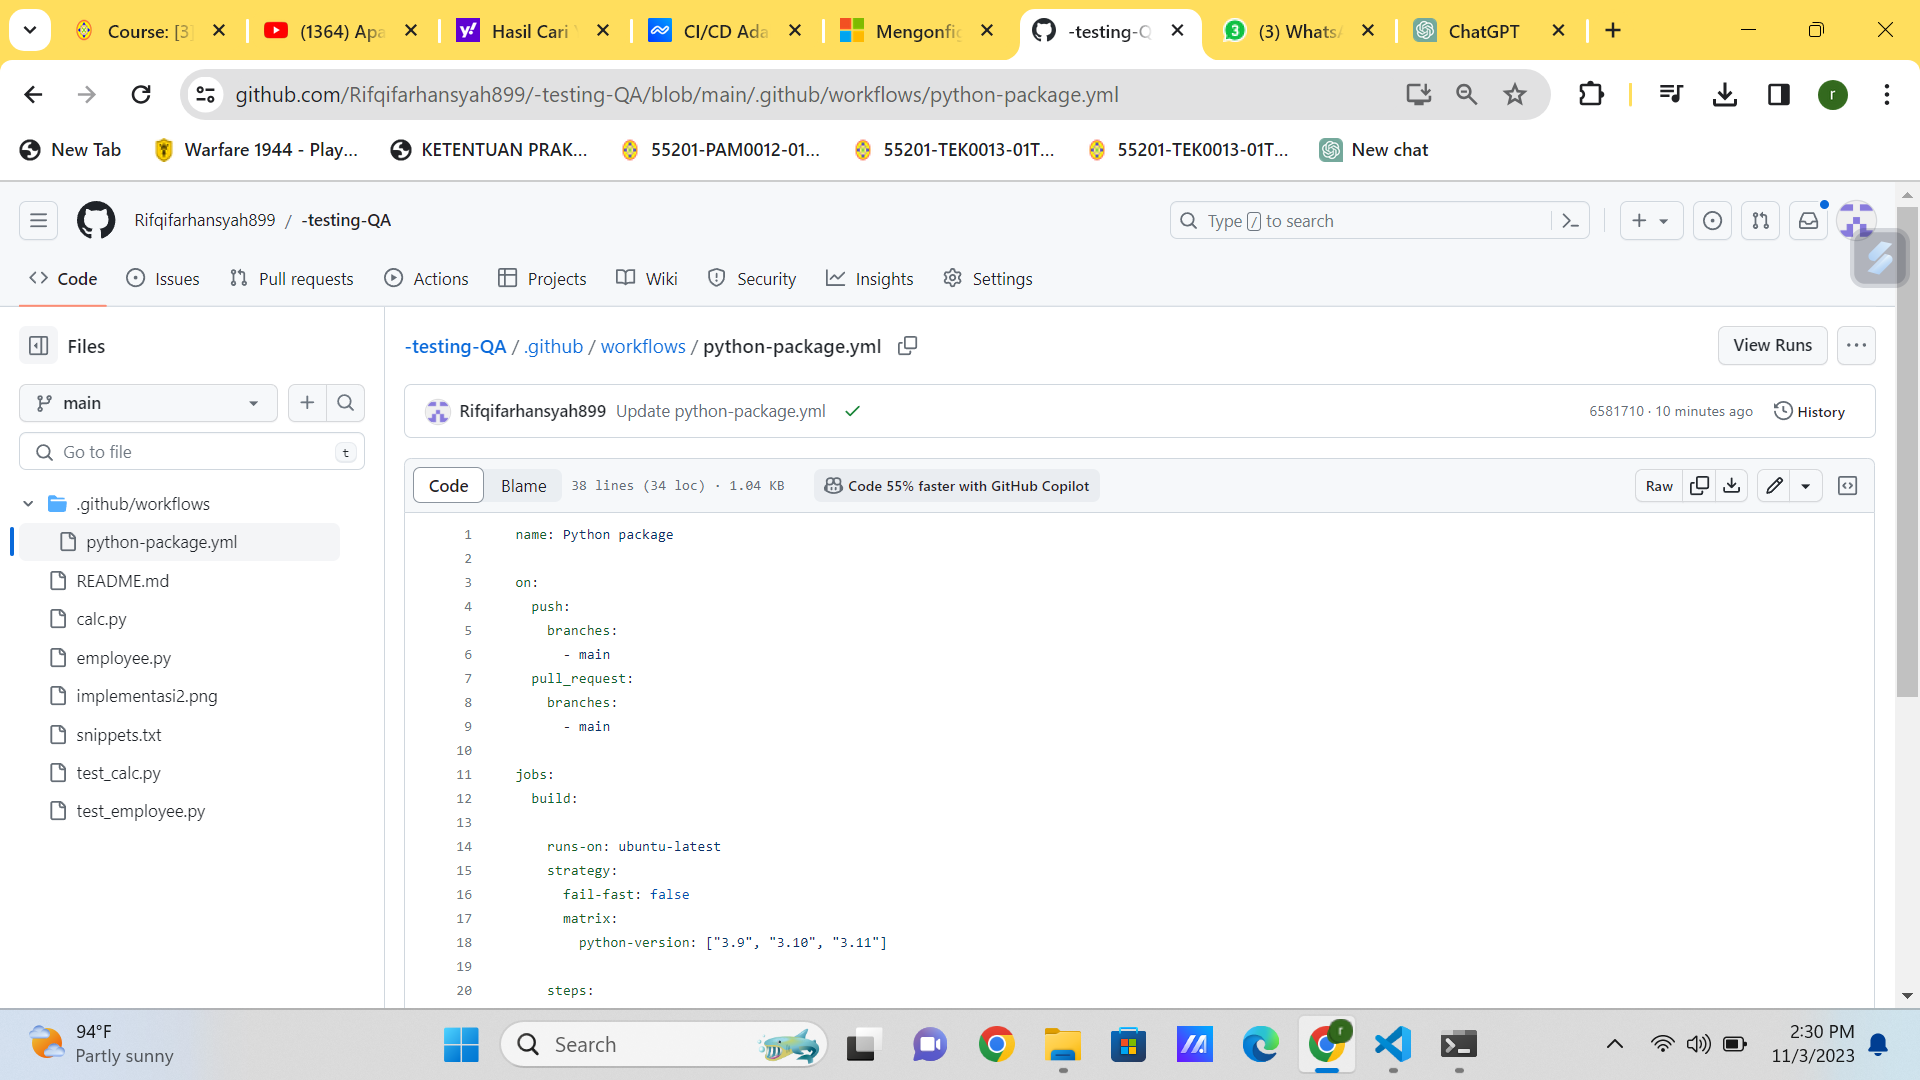 Course: [3]
(1364) Apa
Hasil Cari Y
CI/CD Ada
Mengonfig
-testing-Q
(3) WhatsA
ChatGPT
github.com/Rifqifarhansyah899/-testing-QA/blob/main/.github/workflows/python-package.yml
r
New Tab
Warfare 1944 - Play...
KETENTUAN PRAK...
55201-PAM0012-01...
55201-TEK0013-01T...
55201-TEK0013-01T...
New chat
Rifqifarhansyah899 / -testing-QA
Type / to search
Code
Issues
Pull requests
Actions
Projects
Wiki
Security
Insights
Settings
Files
main
Go to file
t
.github/workflows
python-package.yml
README.md
calc.py
employee.py
implementasi2.png
snippets.txt
test_calc.py
test_employee.py
-testing-QA / .github / workflows / python-package.yml
View Runs
Rifqifarhansyah899 Update python-package.yml
6581710 · 10 minutes ago
History
Code
Blame
38 lines (34 loc) · 1.04 KB
Code 55% faster with GitHub Copilot
Raw
1 name: Python package
2
3 on:
4 push:
5 branches:
6 - main
7 pull_request:
8 branches:
9 - main
10
11 jobs:
12 build:
13
14 runs-on: ubuntu-latest
15 strategy:
16 fail-fast: false
17 matrix:
18 python-version: ["3.9", "3.10", "3.11"]
19
20 steps:
94°F
Partly sunny
Search
r
2:30 PM
11/3/2023